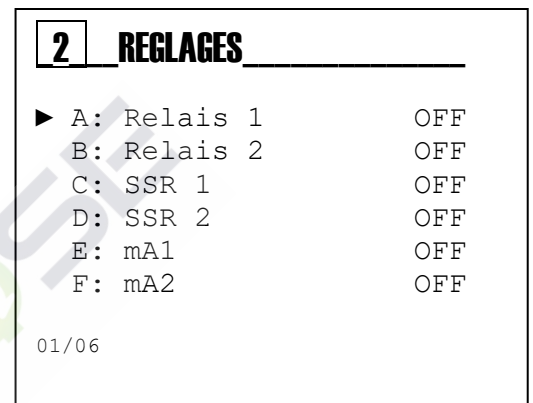 2 REGLAGES
► A: Relais 1 OFF
B: Relais 2 OFF
C: SSR 1 OFF
D: SSR 2 OFF
E: mA1 OFF
F: mA2 OFF
01/06